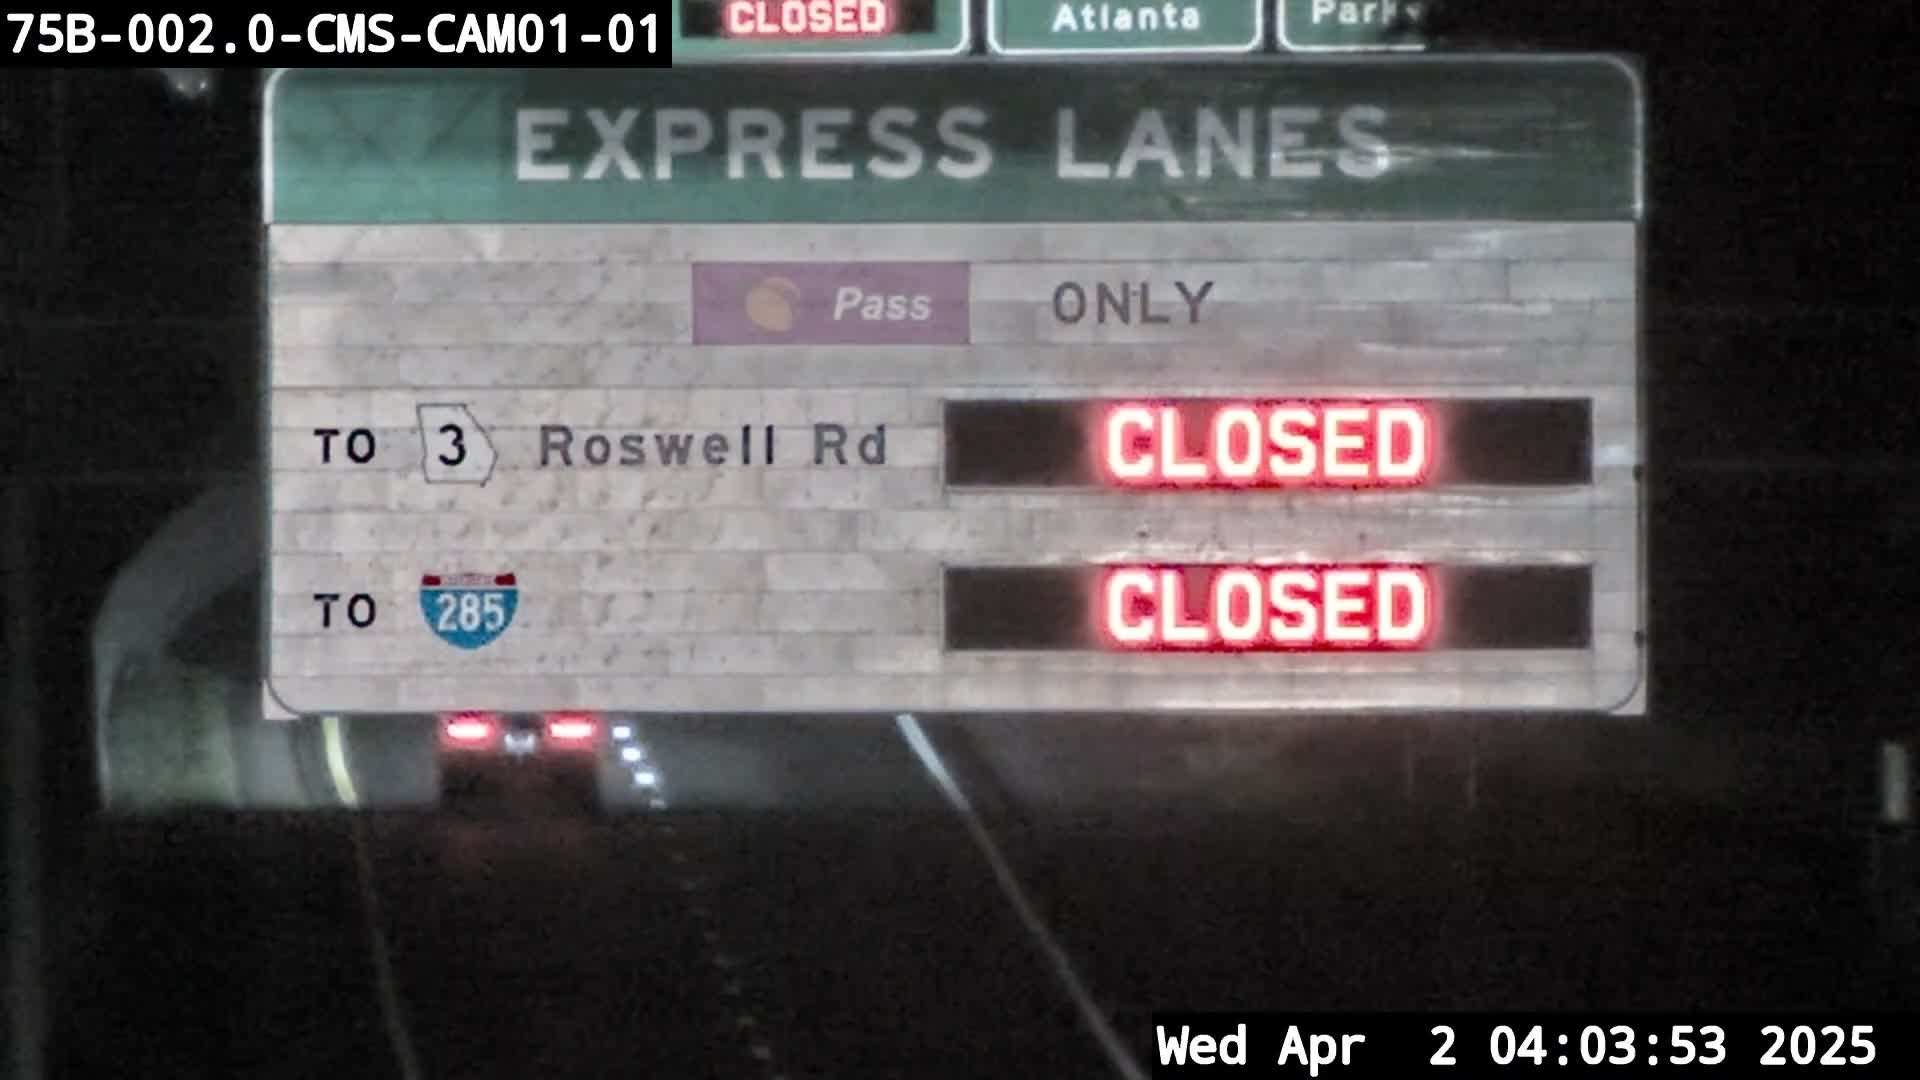 75B-002.0-CMS-CAM01-01
CLOSED
Atlanta
EXPRESS LANES
Pass ONLY
TO 3 Roswell Rd CLOSED
TO 285 CLOSED
Wed Apr 2 04:03:53 2025